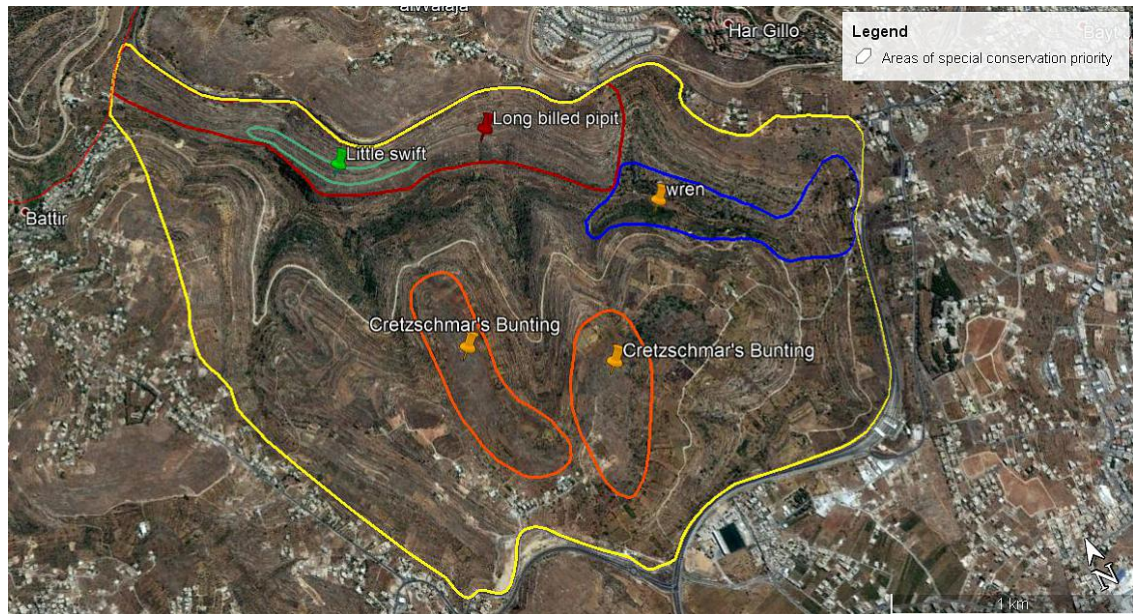 alWalaja
Har Gillo
Legend
Areas of special conservation priority
Long billed pipit
Little swift
wren
Battir
Cretzschmar's Bunting
Cretzschmar's Bunting
N
1 km